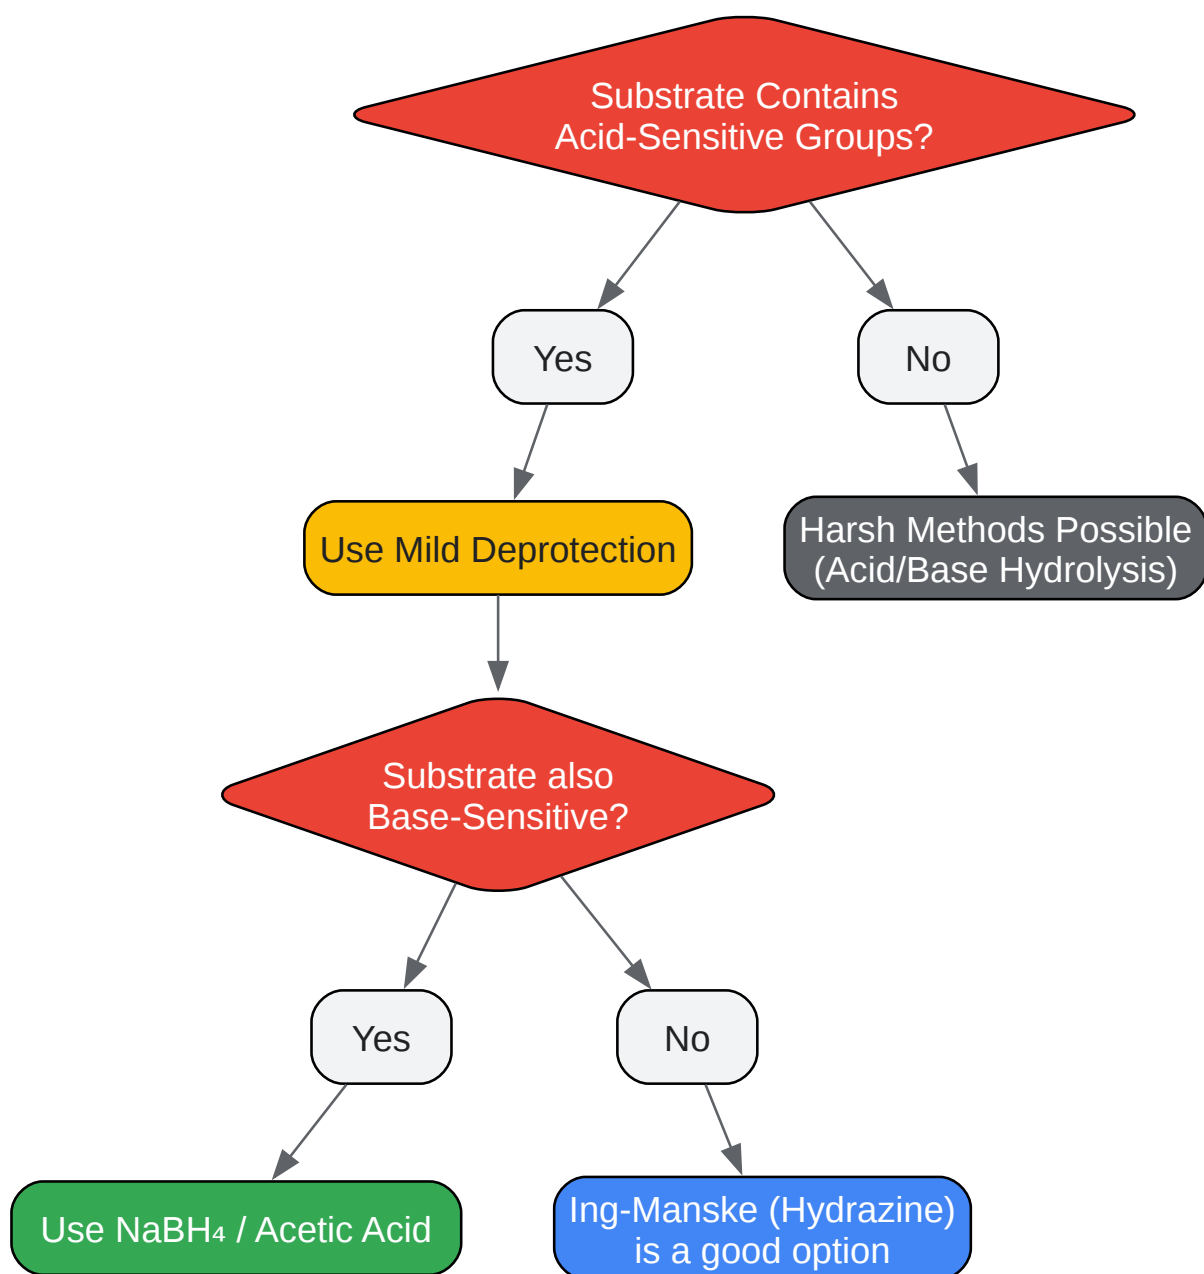 Substrate Contains
Acid-Sensitive Groups?
Yes
No
Use Mild Deprotection
Harsh Methods Possible
(Acid/Base Hydrolysis)
Substrate also
Base-Sensitive?
Yes
No
Use NaBH₄ / Acetic Acid
Ing-Manske (Hydrazine)
is a good option